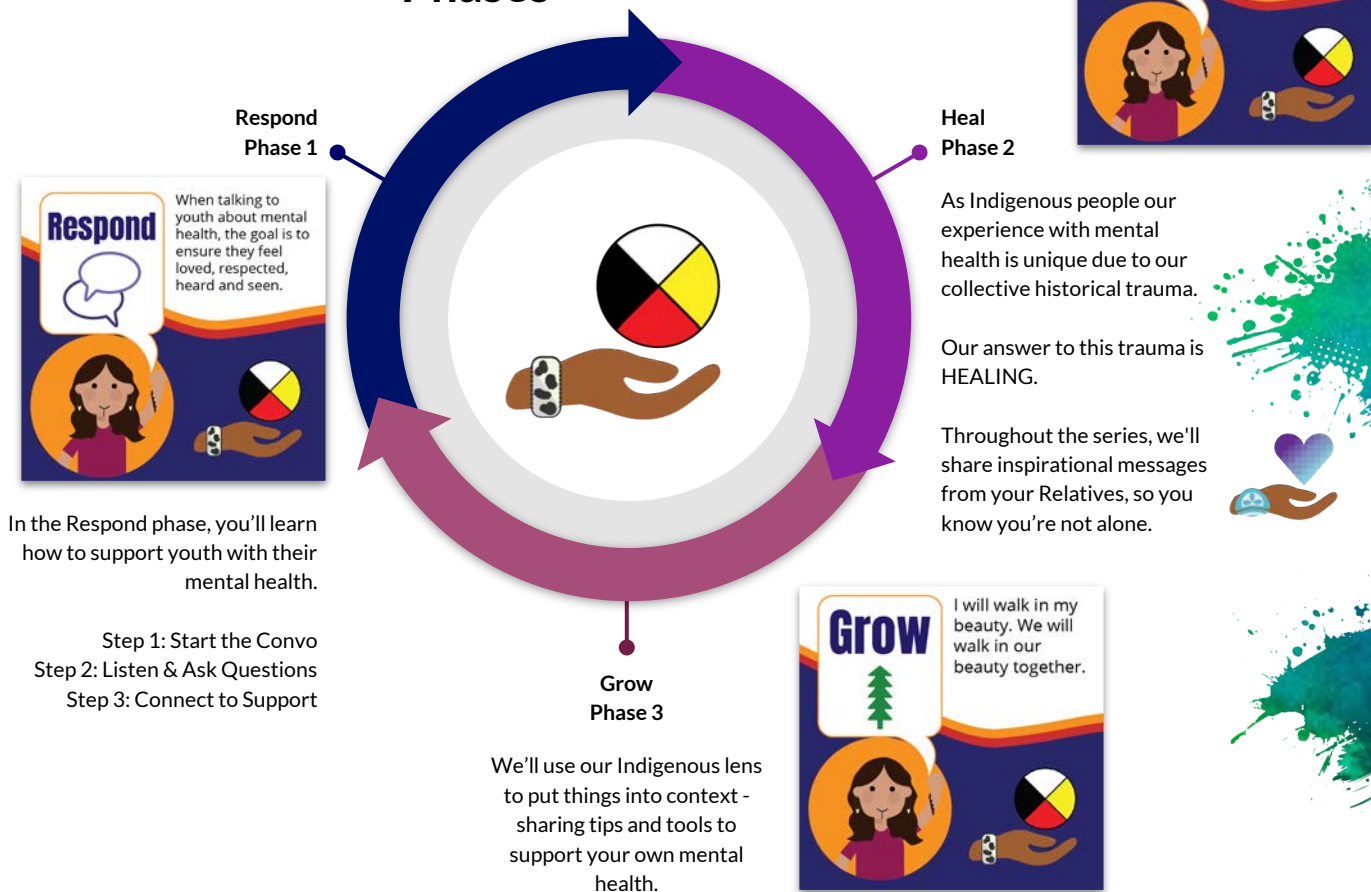 Phases
Respond
Phase 1
Respond
When talking to
youth about mental
health, the goal is to
ensure they feel
loved, respected,
heard and seen.
In the Respond phase, you’ll learn
how to support youth with their
mental health.
Step 1: Start the Convo
Step 2: Listen & Ask Questions
Step 3: Connect to Support
Heal
Phase 2
As Indigenous people our
experience with mental
health is unique due to our
collective historical trauma.
Our answer to this trauma is
HEALING.
Throughout the series, we'll
share inspirational messages
from your Relatives, so you
know you’re not alone.
Grow
Phase 3
We’ll use our Indigenous lens
to put things into context -
sharing tips and tools to
support your own mental
health.
Grow
I will walk in my
beauty. We will
walk in our
beauty together.